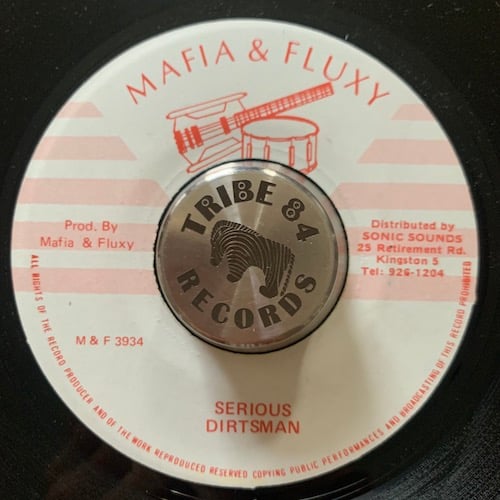 MAFIA & FLUXY
TRIBE 84
RECORDS
Prod. By
Mafia & Fluxy
Distributed by
SONIC SOUNDS
25 Retirement Rd.
Kingston 5
Tel: 926-1204
M & F 3934
SERIOUS
DIRTSMAN
ALL RIGHTS OF THE RECORD PRODUCER AND OF THE WORK REPRODUCED RESERVED COPYING PUBLIC PERFORMANCES AND BROADCASTING OF THIS RECORD PROHIBITED